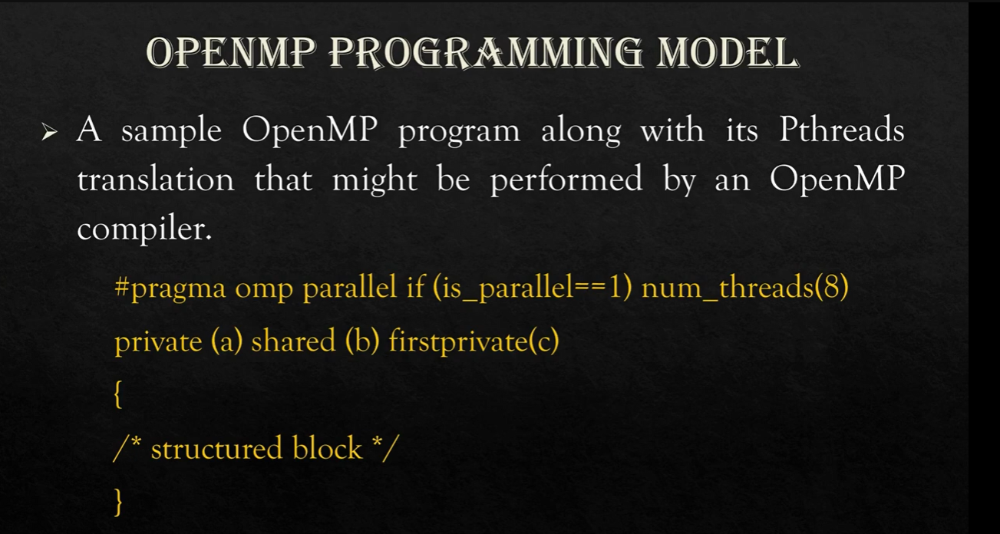 OPENMP PROGRAMMING MODEL
➢ A sample OpenMP program along with its Pthreads
translation that might be performed by an OpenMP
compiler.
#pragma omp parallel if (is_parallel==1) num_threads(8)
private (a) shared (b) firstprivate(c)
{
/* structured block */
}